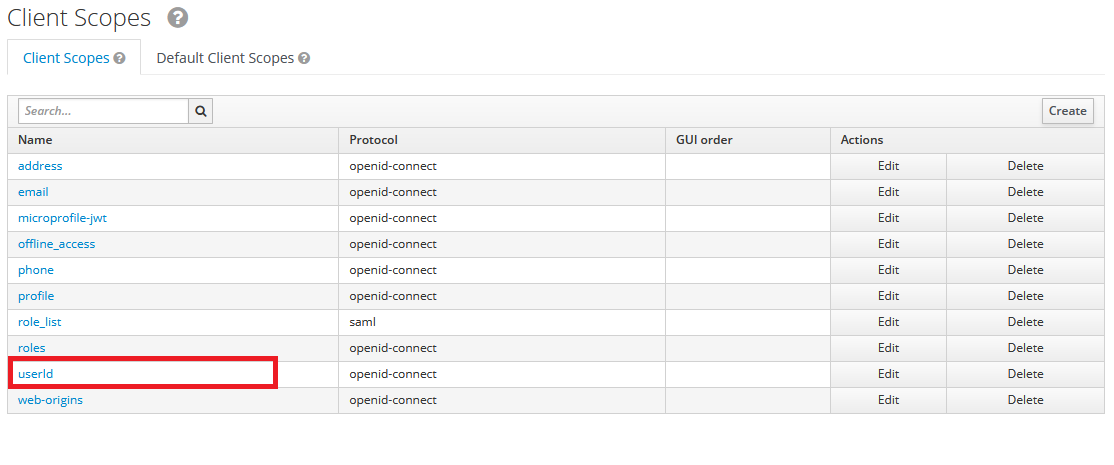 Client Scopes ?
Client Scopes ? Default Client Scopes ?
Search... Create
Name Protocol GUI order Actions
address openid-connect Edit Delete
email openid-connect Edit Delete
microprofile-jwt openid-connect Edit Delete
offline_access openid-connect Edit Delete
phone openid-connect Edit Delete
profile openid-connect Edit Delete
role_list saml Edit Delete
roles openid-connect Edit Delete
userId openid-connect Edit Delete
web-origins openid-connect Edit Delete